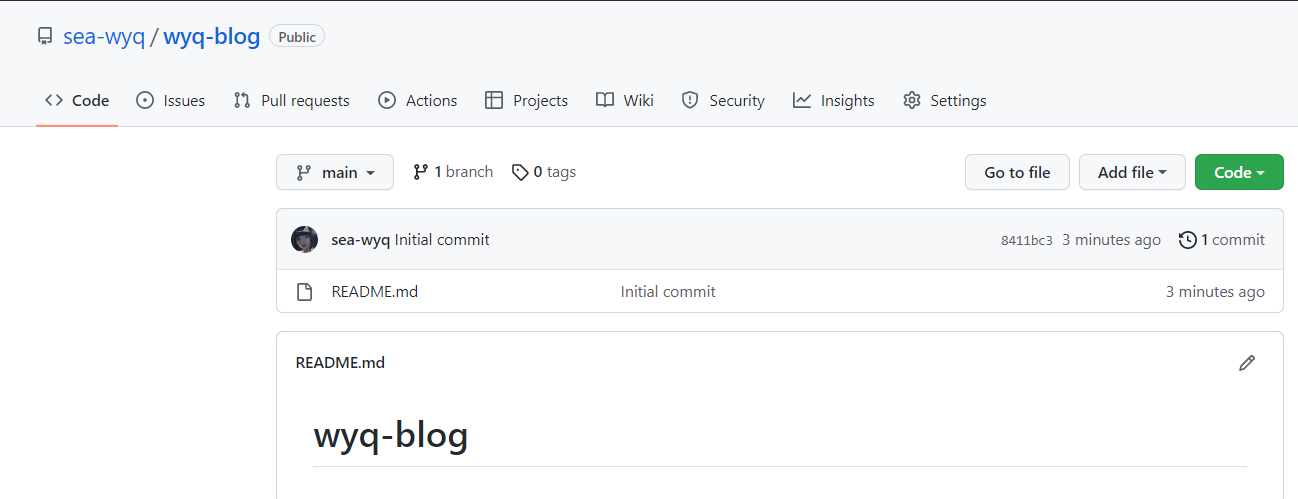 sea-wyq / wyq-blog Public
Code Issues Pull requests Actions Projects Wiki Security Insights Settings
main 1 branch 0 tags Go to file Add file Code
sea-wyq Initial commit 8411bc3 3 minutes ago 1 commit
README.md Initial commit 3 minutes ago
README.md
wyq-blog